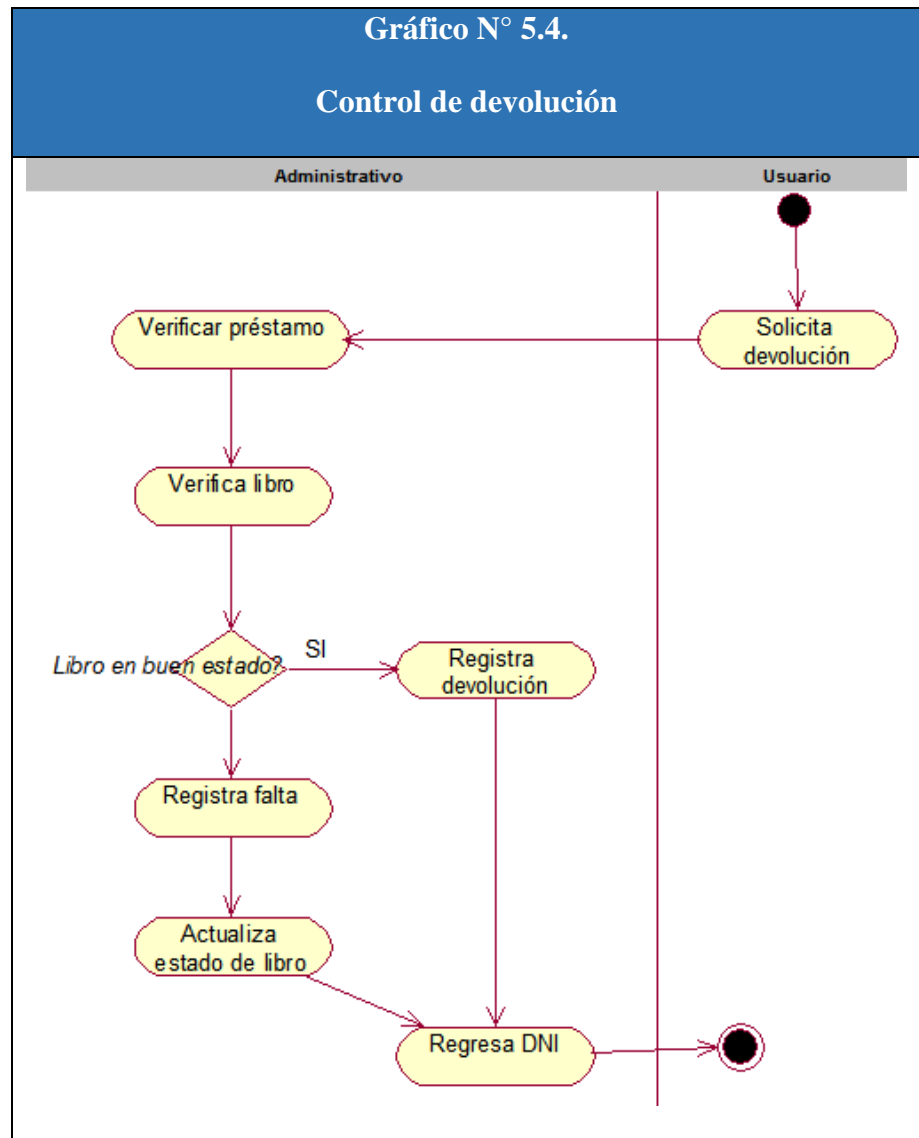 Gráfico N° 5.4.
Control de devolución
Administrativo
Usuario
Verificar préstamo
Solicita
devolución
Verifica libro
Libro en buen estado?
SI
Registra
devolución
Registra falta
Actualiza
estado de libro
Regresa DNI